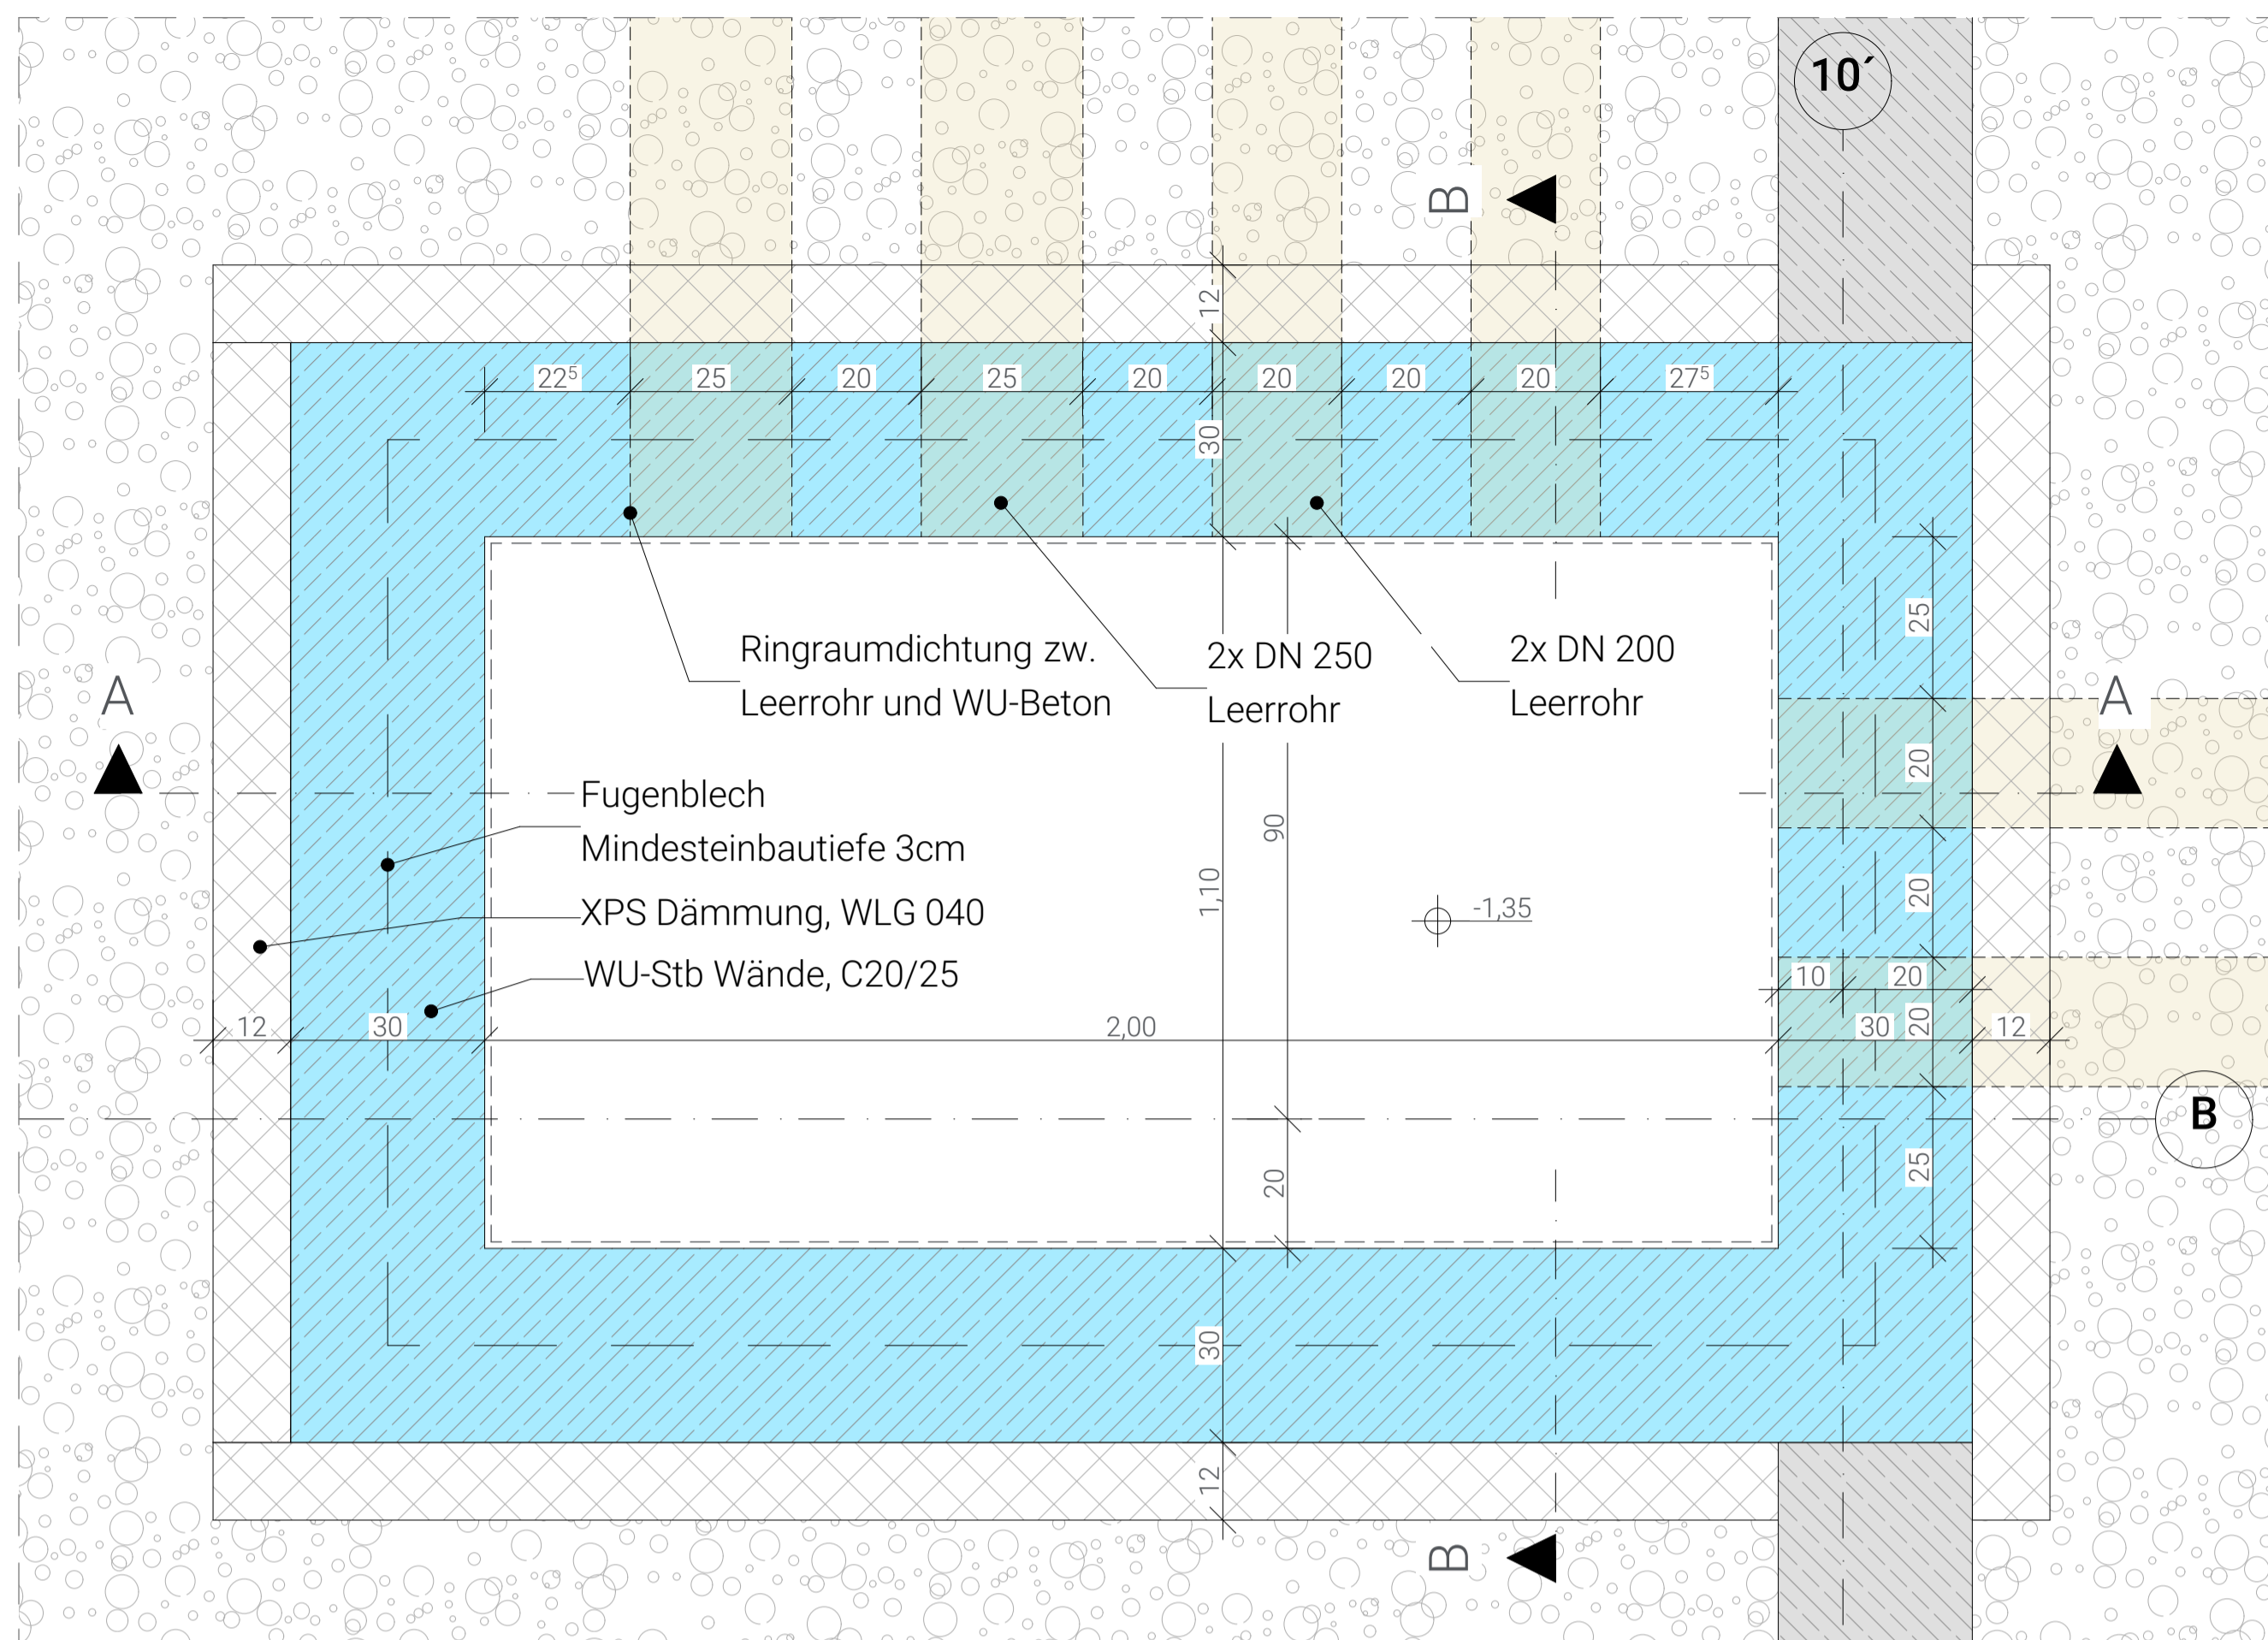 10´
B
12
22⁵ 25 20 25 20 20 20 20 27⁵
30
25
Ringraumdichtung zw.
Leerrohr und WU-Beton
2x DN 250
Leerrohr
2x DN 200
Leerrohr
A
A
20
Fugenblech
Mindesteinbautiefe 3cm
90
1,10
20
XPS Dämmung, WLG 040
-1,35
WU-Stb Wände, C20/25
10 20
12 30 2,00 30 20 12
B
20
25
30
12
B